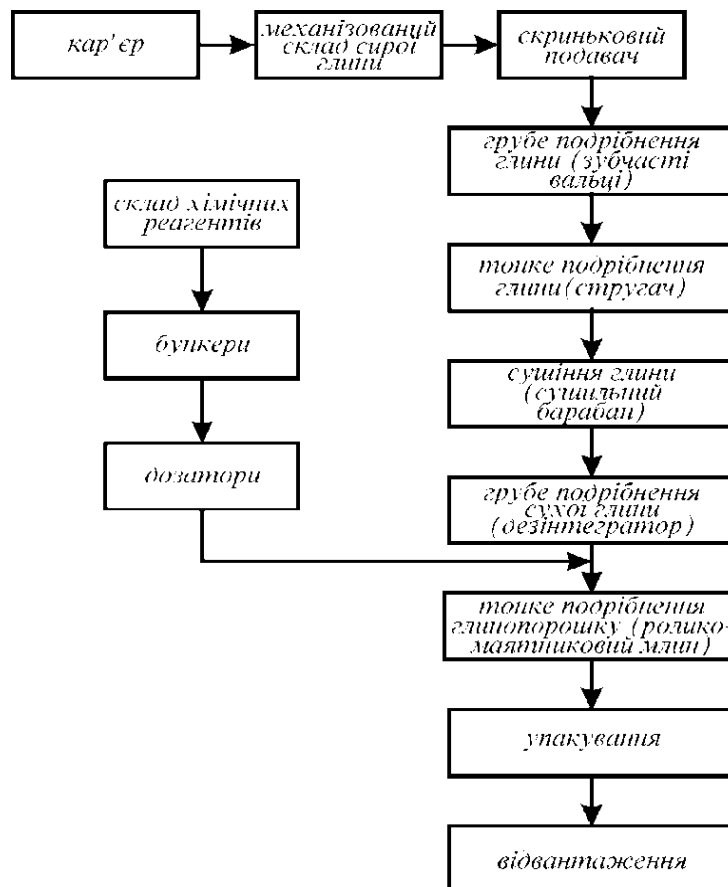 кар'єр
механізований
склад сирої
глини
скриньковий
подавач
грубе подрібнення
глини (зубчасті
вальці)
склад хімічних
реагентів
тонке подрібнення
глини (стругач)
бункери
сушіння глини
(сушильний
барабан)
дозатори
грубе подрібнення
сухої глини
(дезінтегратор)
тонке подрібнення
глинопорошку (ролико-
маятниковий млин)
упакування
відвантаження